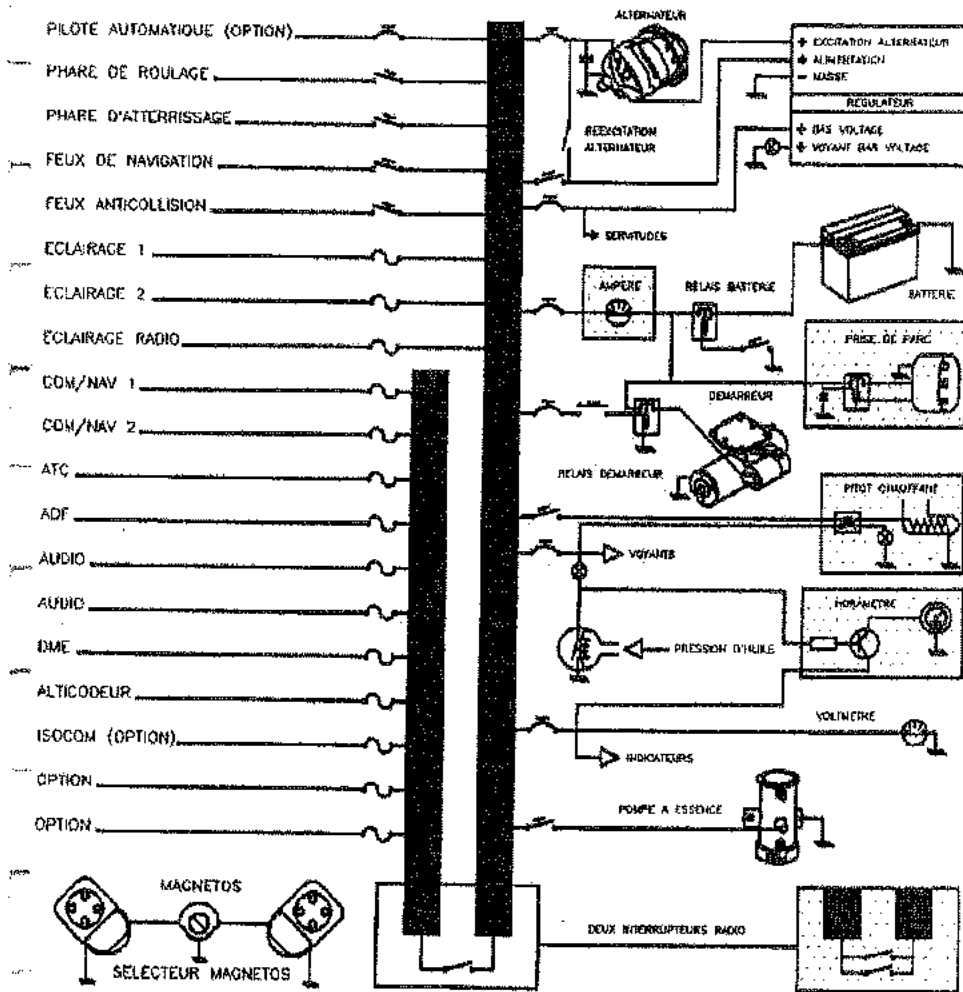 PILOTE AUTOMATIQUE (OPTION)
PHARE DE ROULAGE
PHARE D'ATTERRISSAGE
FEUX DE NAVIGATION
FEUX ANTICOLLISION
ECLAIRAGE 1
ECLAIRAGE 2
ECLAIRAGE RADIO
COM/NAV 1
COM/NAV 2
ATC
ADF
AUDIO
AUDIO
DME
ALTICODEUR
ISOCOM (OPTION)
OPTION
OPTION
MAGNETOS
SELECTEUR MAGNETOS
ALTERNATEUR
+ EXCITATION ALTERNATEUR
+ ALIMENTATION
- MASSE
REGULATEUR
+ BAS VOLTAGE
+ VOYANT BAS VOLTAGE
REEXCITATION
ALTERNATEUR
SERVITUDES
AMPERE
RELAIS BATTERIE
BATTERIE
PRISE DE PARC
DEMARREUR
RELAIS DEMARREUR
PITOT CHAUFFANT
VOYANTS
HORAMETRE
PRESSION D'HUILE
VOLTMETRE
INDICATEURS
POMPE A ESSENCE
DEUX INTERRUPTEURS RADIO